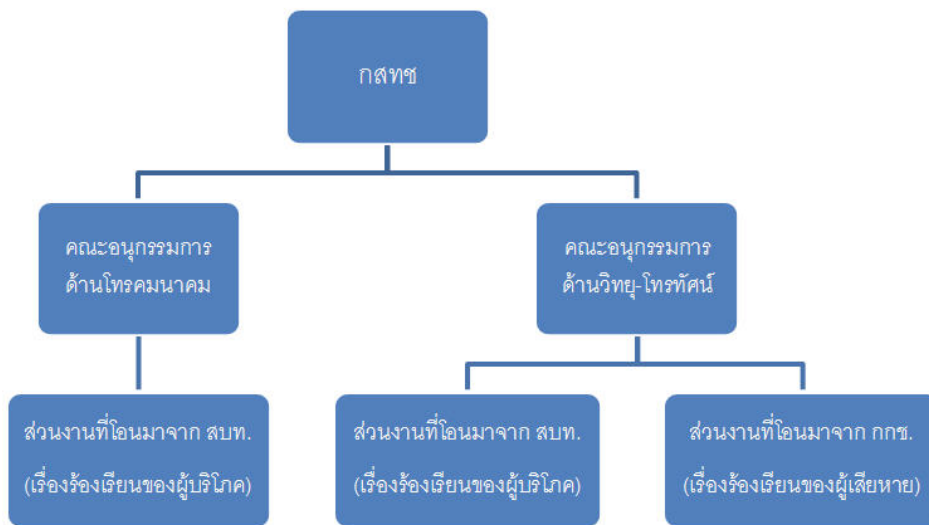 กสทช
คณะอนุกรรมการ
ด้านโทรคมนาคม
คณะอนุกรรมการ
ด้านวิทยุ-โทรทัศน์
ส่วนงานที่โอนมาจาก สบท.
(เรื่องร้องเรียนของผู้บริโภค)
ส่วนงานที่โอนมาจาก สบท.
(เรื่องร้องเรียนของผู้บริโภค)
ส่วนงานที่โอนมาจาก กกช.
(เรื่องร้องเรียนของผู้เสียหาย)